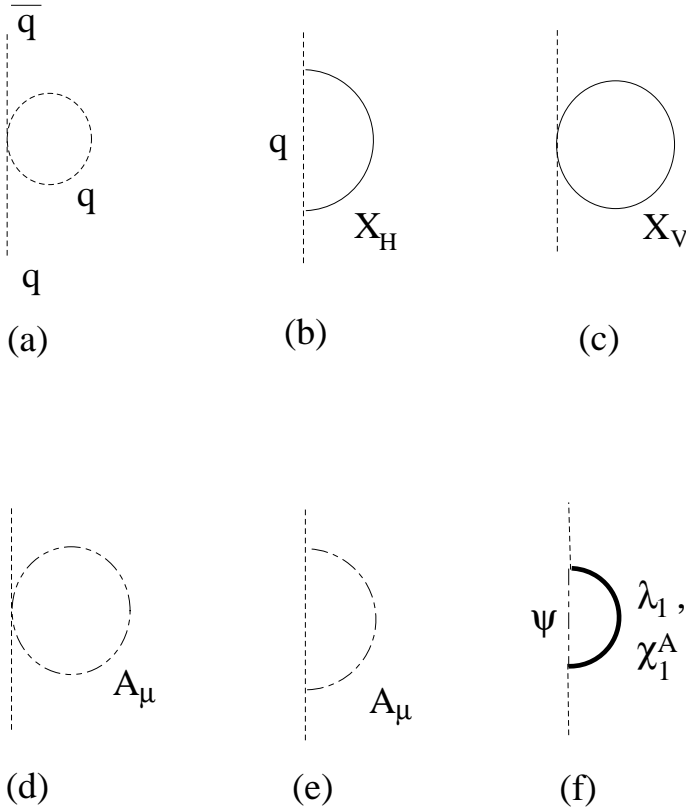 q̅
q
q
(a)
q
X_H
(b)
X_V
(c)
A_μ
(d)
A_μ
(e)
ψ
λ_1 ,
χ_1^A
(f)